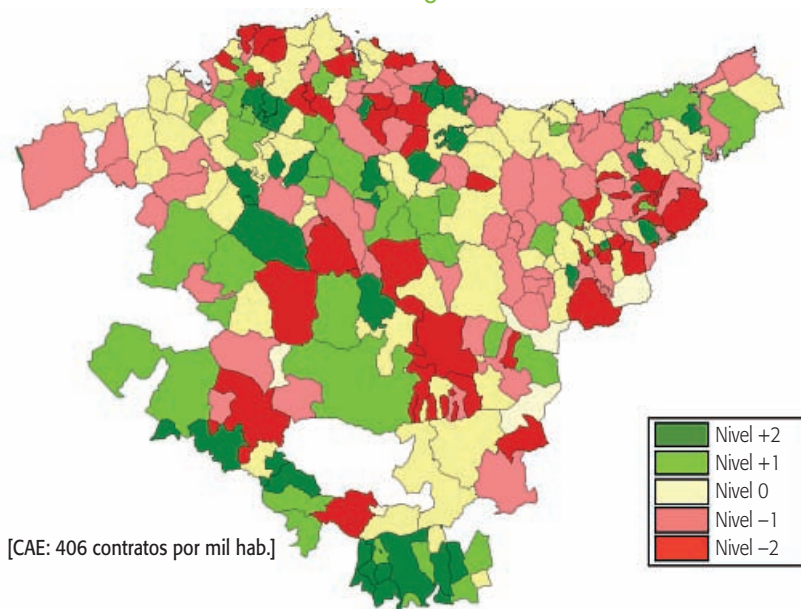 Nivel +2
Nivel +1
Nivel 0
Nivel –1
Nivel –2
[CAE: 406 contratos por mil hab.]